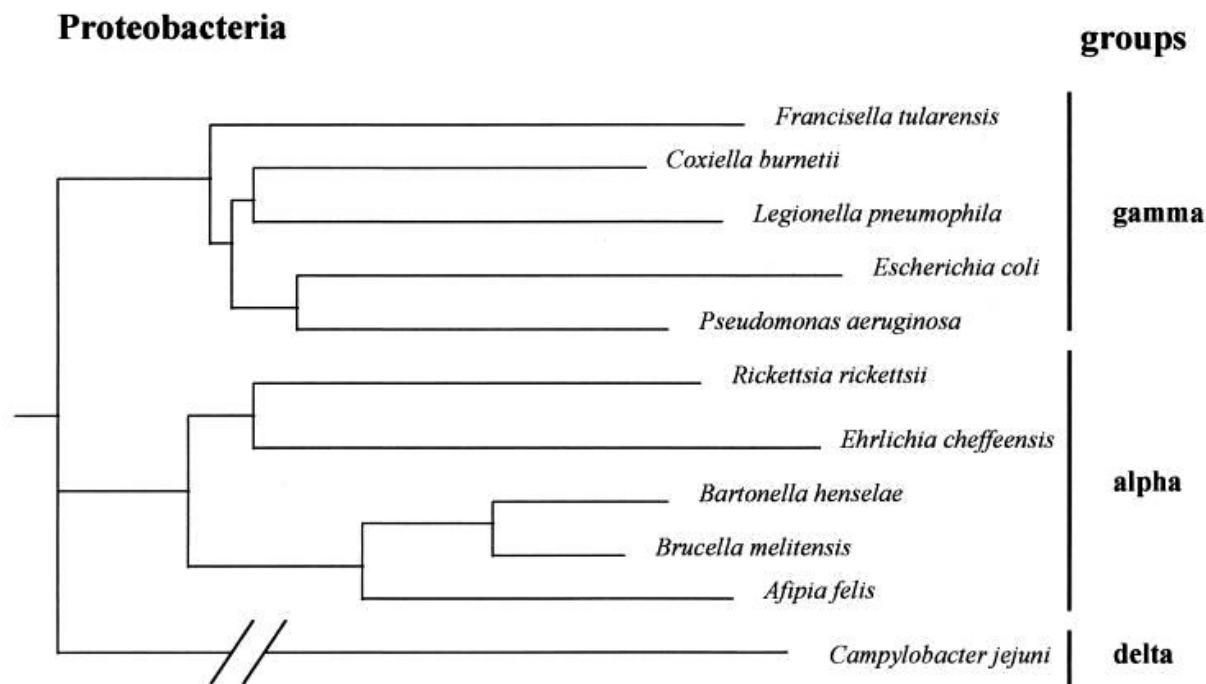 Proteobacteria
groups
Francisella tularensis
Coxiella burnetii
Legionella pneumophila
gamma
Escherichia coli
Pseudomonas aeruginosa
Rickettsia rickettsii
Ehrlichia cheffeensis
alpha
Bartonella henselae
Brucella melitensis
Afipia felis
Campylobacter jejuni
delta